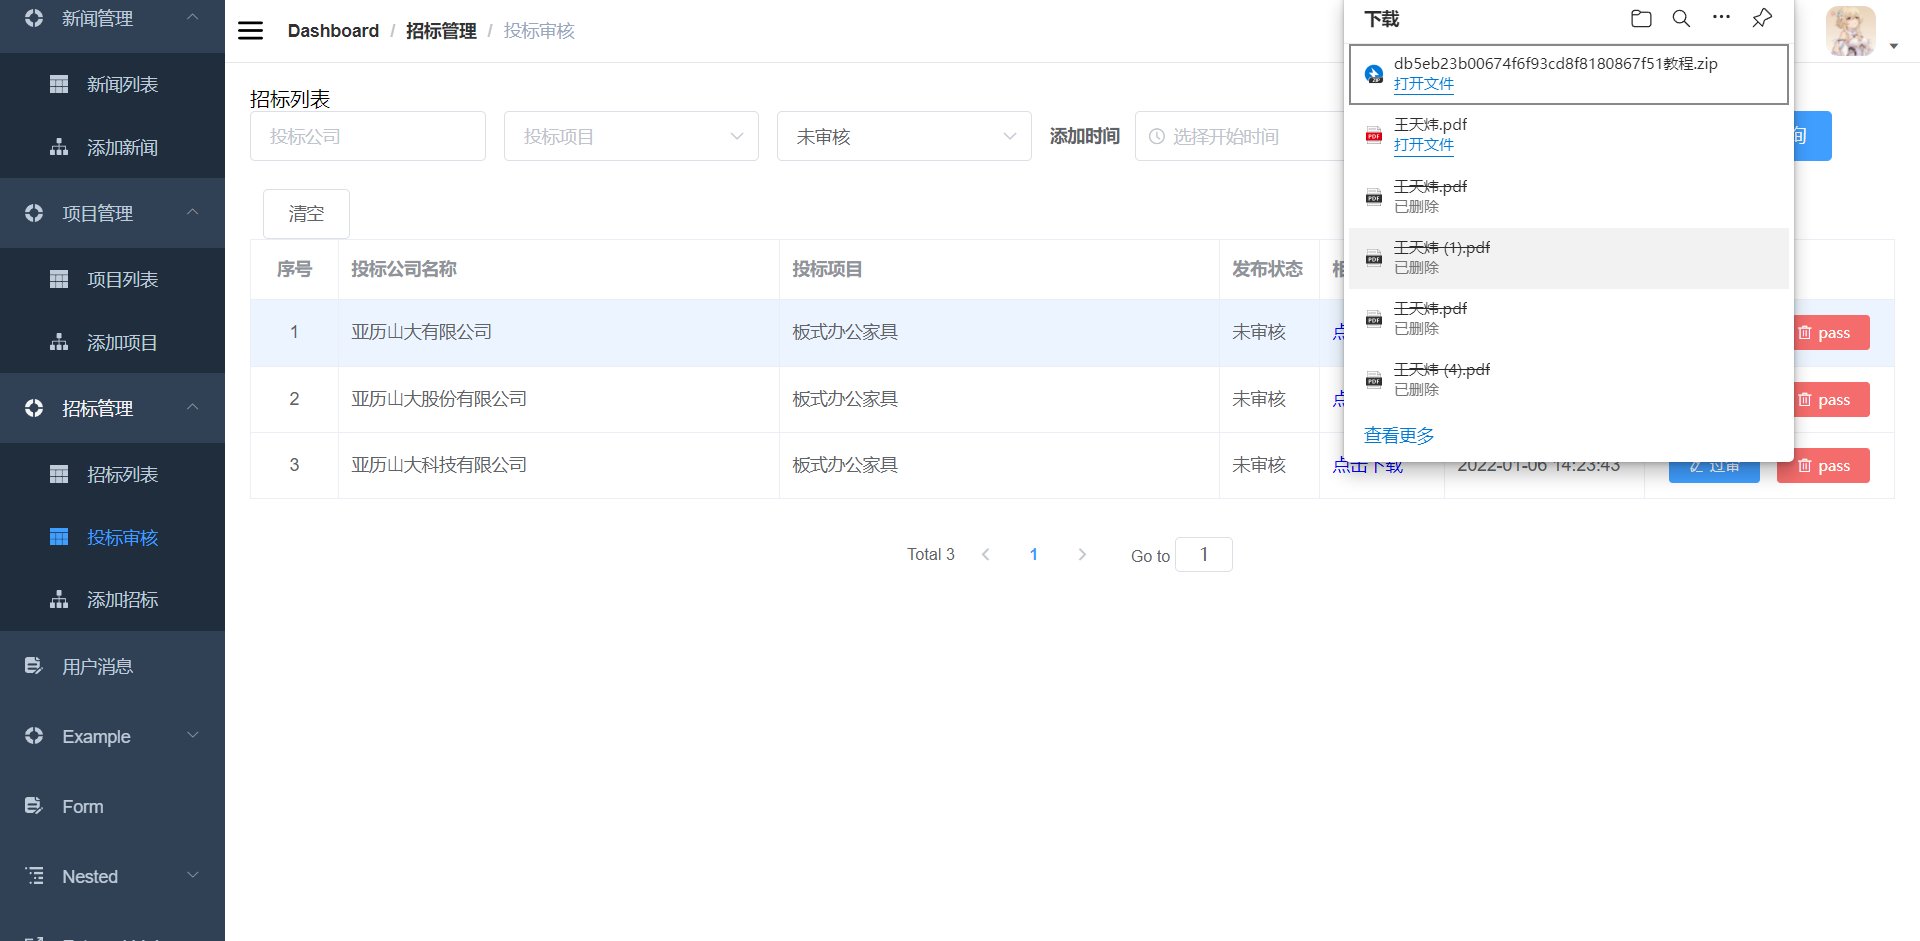 新闻管理
新闻列表
添加新闻
项目管理
项目列表
添加项目
招标管理
招标列表
投标审核
添加招标
用户消息
Example
Form
Nested
Dashboard / 招标管理 / 投标审核
招标列表
投标公司 投标项目 未审核 添加时间 选择开始时间 询
清空
序号 投标公司名称 投标项目 发布状态 相
1 亚历山大有限公司 板式办公家具 未审核 点 pass
2 亚历山大股份有限公司 板式办公家具 未审核 点 pass
3 亚历山大科技有限公司 板式办公家具 未审核 点击下载 2022-01-06 14:23:43 过审 pass
Total 3 1 Go to 1
下载
db5eb23b00674f6f93cd8f8180867f51教程.zip
打开文件
王天炜.pdf
打开文件
王天炜.pdf
已删除
王天炜 (1).pdf
已删除
王天炜.pdf
已删除
王天炜 (4).pdf
已删除
查看更多